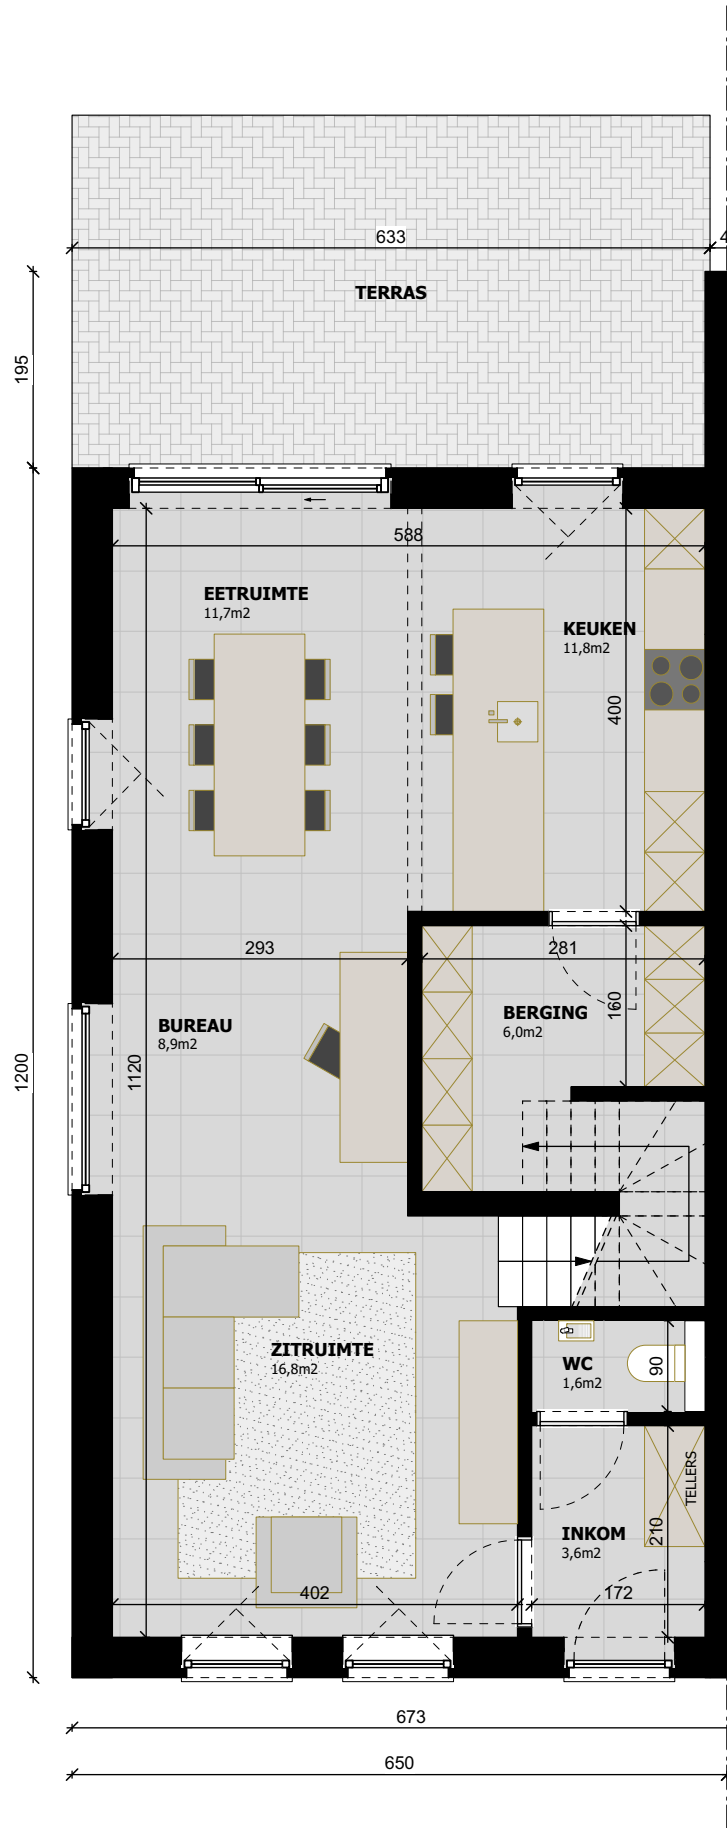 633
4
TERRAS
195
588
EETRUIMTE
11,7m2
KEUKEN
11,8m2
400
293
281
BUREAU
8,9m2
BERGING
6,0m2
160
1200
1120
ZITRUIMTE
16,8m2
WC
1,6m2
90
TELLERS
INKOM
3,6m2
210
402
172
673
650